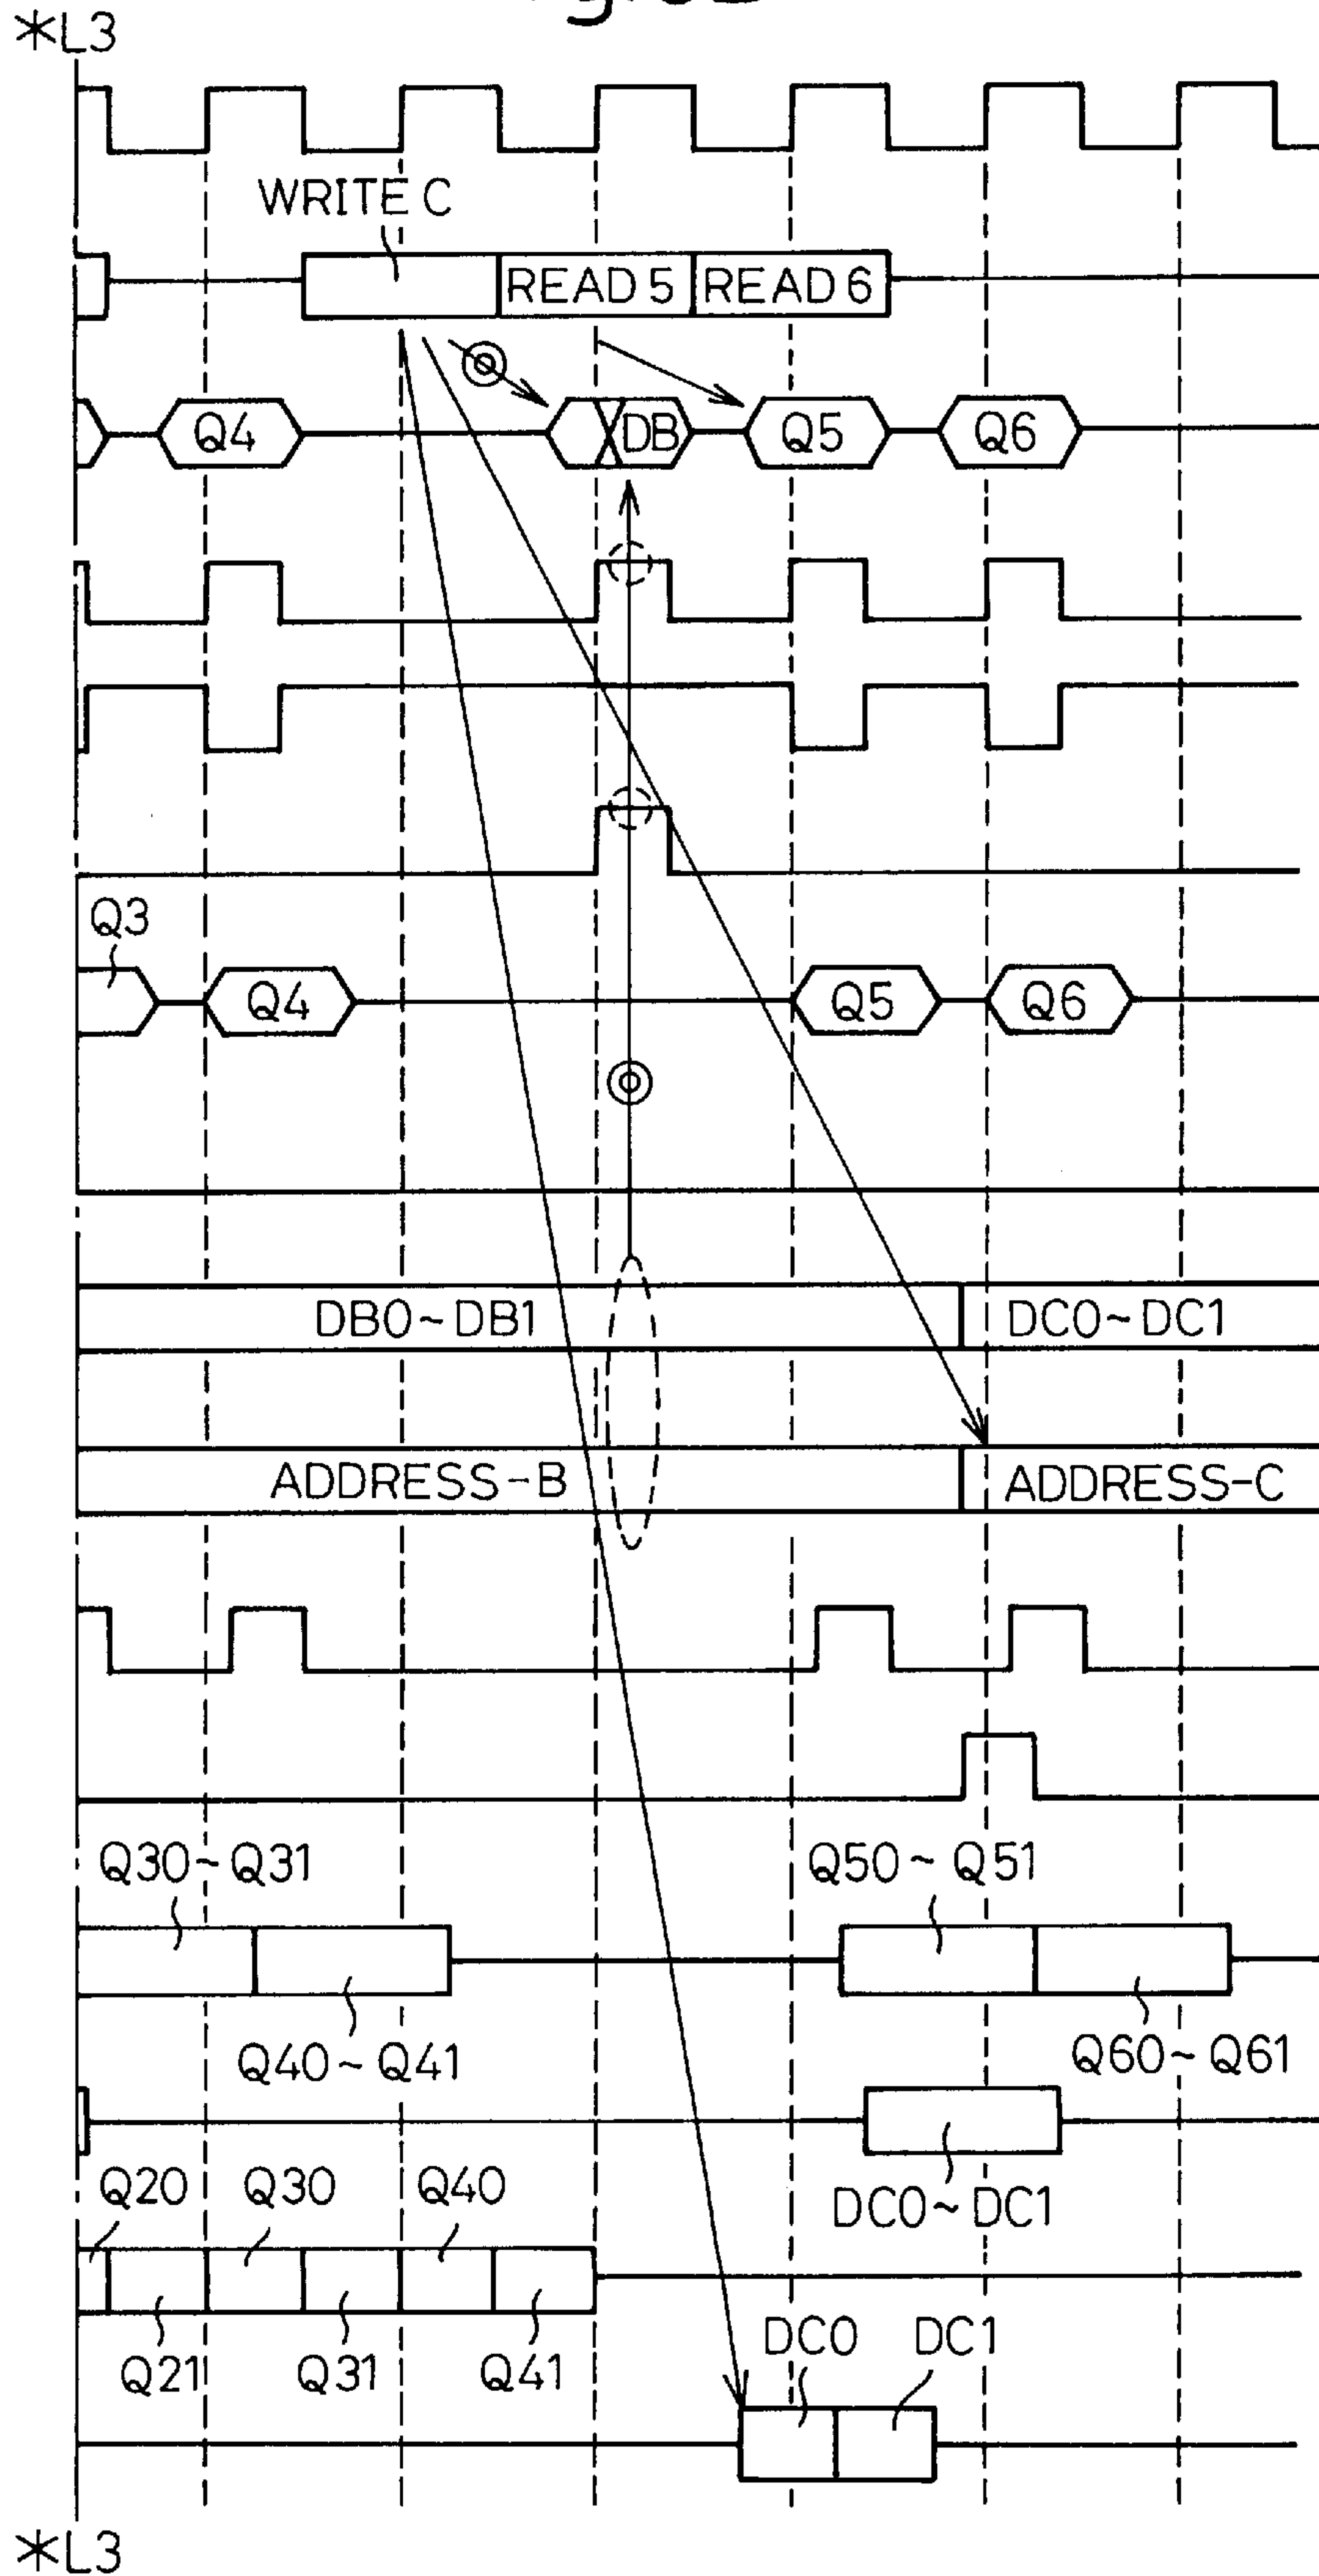 *L3
WRITE C
READ 5 READ 6
Q4 DB Q5 Q6
Q3
Q4 Q5 Q6
DB0~DB1 DC0~DC1
ADDRESS-B ADDRESS-C
Q30~Q31 Q50~Q51
Q40~Q41 Q60~Q61
DC0~DC1
Q20 Q30 Q40
Q21 Q31 Q41
DC0 DC1
*L3